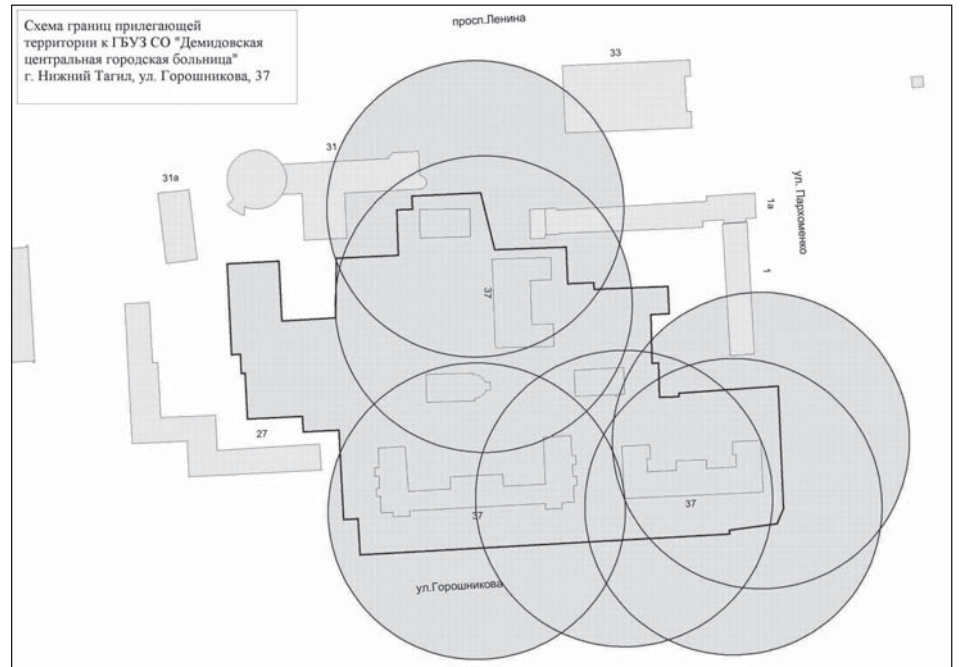 Схема границ прилегающей
территории к ГБУЗ СО "Демидовская
центральная городская больница"
г. Нижний Тагил, ул. Горошникова, 37
просп.Ленина
33
31
31а
ул. Пархоменко
1а
1
37
27
37
37
ул.Горошникова